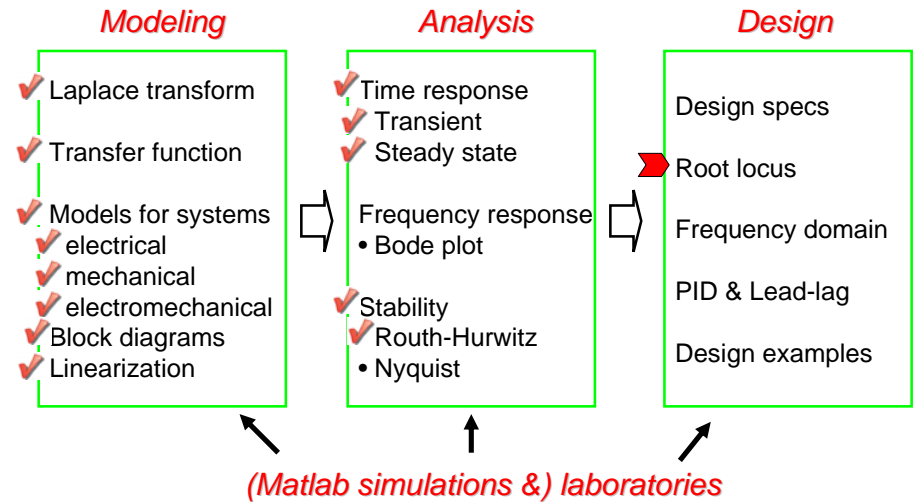 Modeling
Laplace transform
Transfer function
Models for systems
electrical
mechanical
electromechanical
Block diagrams
Linearization
Analysis
Time response
Transient
Steady state
Frequency response
• Bode plot
Stability
Routh-Hurwitz
• Nyquist
Design
Design specs
Root locus
Frequency domain
PID & Lead-lag
Design examples
(Matlab simulations &) laboratories